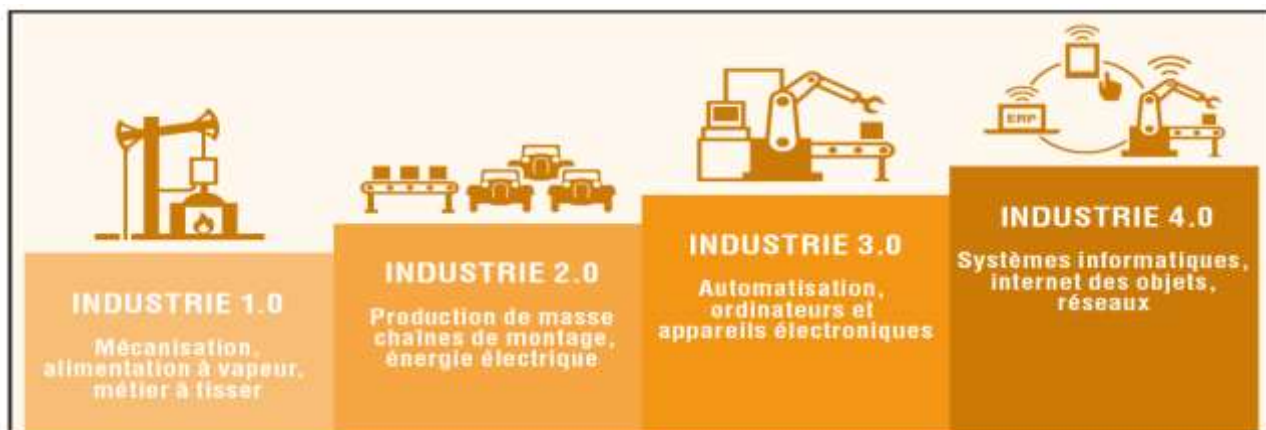 INDUSTRIE 1.0
Mécanisation,
alimentation à vapeur,
métier à tisser
INDUSTRIE 2.0
Production de masse
chaînes de montage,
énergie électrique
INDUSTRIE 3.0
Automatisation,
ordinateurs et
appareils électroniques
ERP
INDUSTRIE 4.0
Systèmes informatiques,
internet des objets,
réseaux